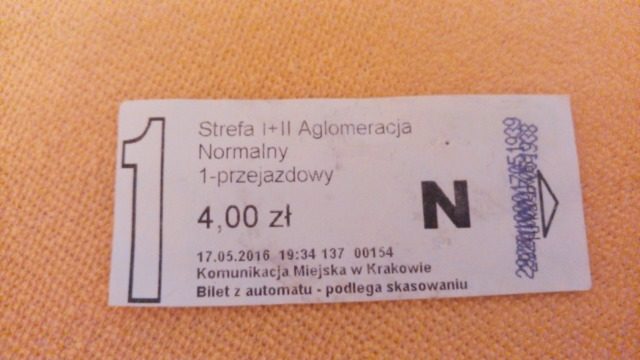 1
Strefa I+II Aglomeracja
Normalny
1-przejazdowy
4,00 zł
N
17.05.2016 19:34 137 00154
Komunikacja Miejska w Krakowie
Bilet z automatu - podlega skasowaniu